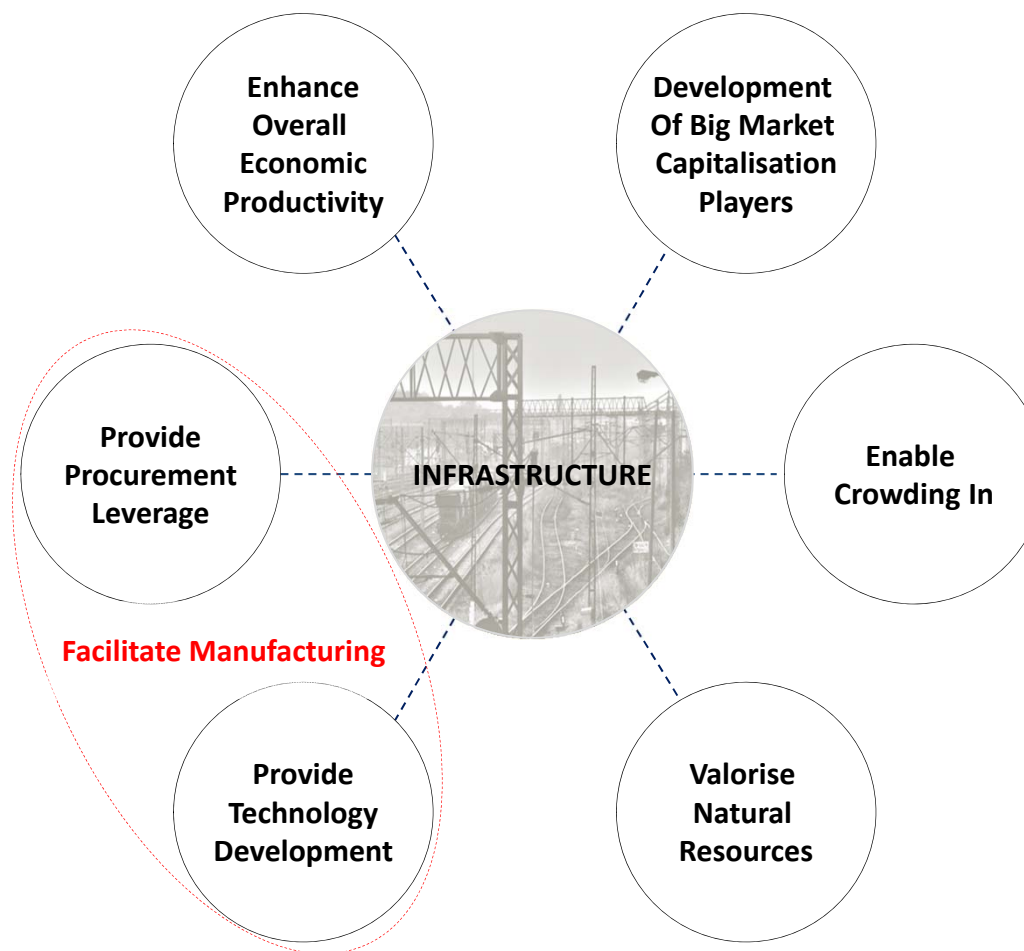 Enhance
Overall
Economic
Productivity
Development
Of Big Market
Capitalisation
Players
Provide
Procurement
Leverage
INFRASTRUCTURE
Enable
Crowding In
Facilitate Manufacturing
Provide
Technology
Development
Valorise
Natural
Resources